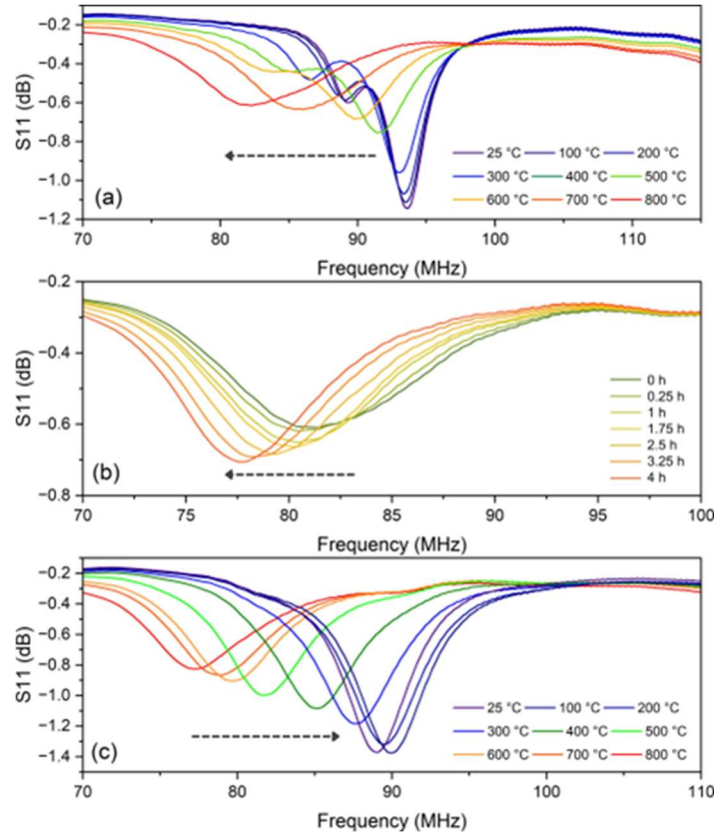 −0.2
−0.4
−0.6
−0.8
−1.0
−1.2
S11 (dB)
(a)
25 °C 100 °C 200 °C
300 °C 400 °C 500 °C
600 °C 700 °C 800 °C
70 80 90 100 110
Frequency (MHz)
−0.2
−0.4
−0.6
−0.8
S11 (dB)
(b)
0 h
0.25 h
1 h
1.75 h
2.5 h
3.25 h
4 h
70 75 80 85 90 95 100
Frequency (MHz)
−0.2
−0.4
−0.6
−0.8
−1.0
−1.2
−1.4
S11 (dB)
(c)
25 °C 100 °C 200 °C
300 °C 400 °C 500 °C
600 °C 700 °C 800 °C
70 80 90 100 110
Frequency (MHz)